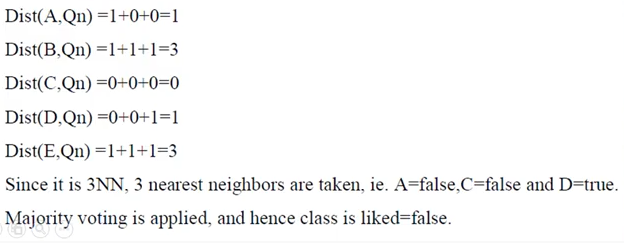 Dist(A,Qn) =1+0+0=1
Dist(B,Qn) =1+1+1=3
Dist(C,Qn) =0+0+0=0
Dist(D,Qn) =0+0+1=1
Dist(E,Qn) =1+1+1=3
Since it is 3NN, 3 nearest neighbors are taken, ie. A=false,C=false and D=true.
Majority voting is applied, and hence class is liked=false.